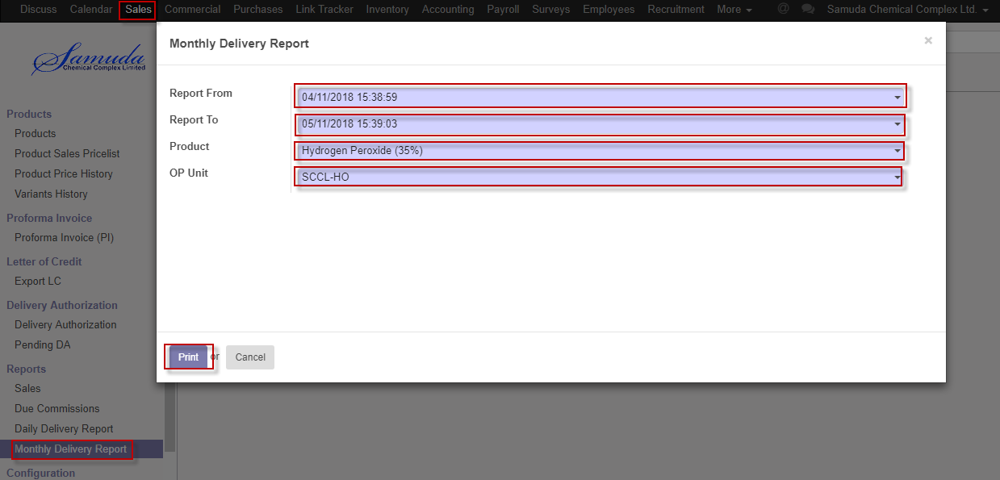 Discuss Calendar Sales Commercial Purchases Link Tracker Inventory Accounting Payroll Surveys Employees Recruitment More @ Samuda Chemical Complex Ltd.
Samuda
Chemical Complex Limited
Monthly Delivery Report ×
Report From 04/11/2018 15:38:59
Report To 05/11/2018 15:39:03
Product Hydrogen Peroxide (35%)
OP Unit SCCL-HO
Print or Cancel
Products
Products
Product Sales Pricelist
Product Price History
Variants History
Proforma Invoice
Proforma Invoice (PI)
Letter of Credit
Export LC
Delivery Authorization
Delivery Authorization
Pending DA
Reports
Sales
Due Commissions
Daily Delivery Report
Monthly Delivery Report
Configuration